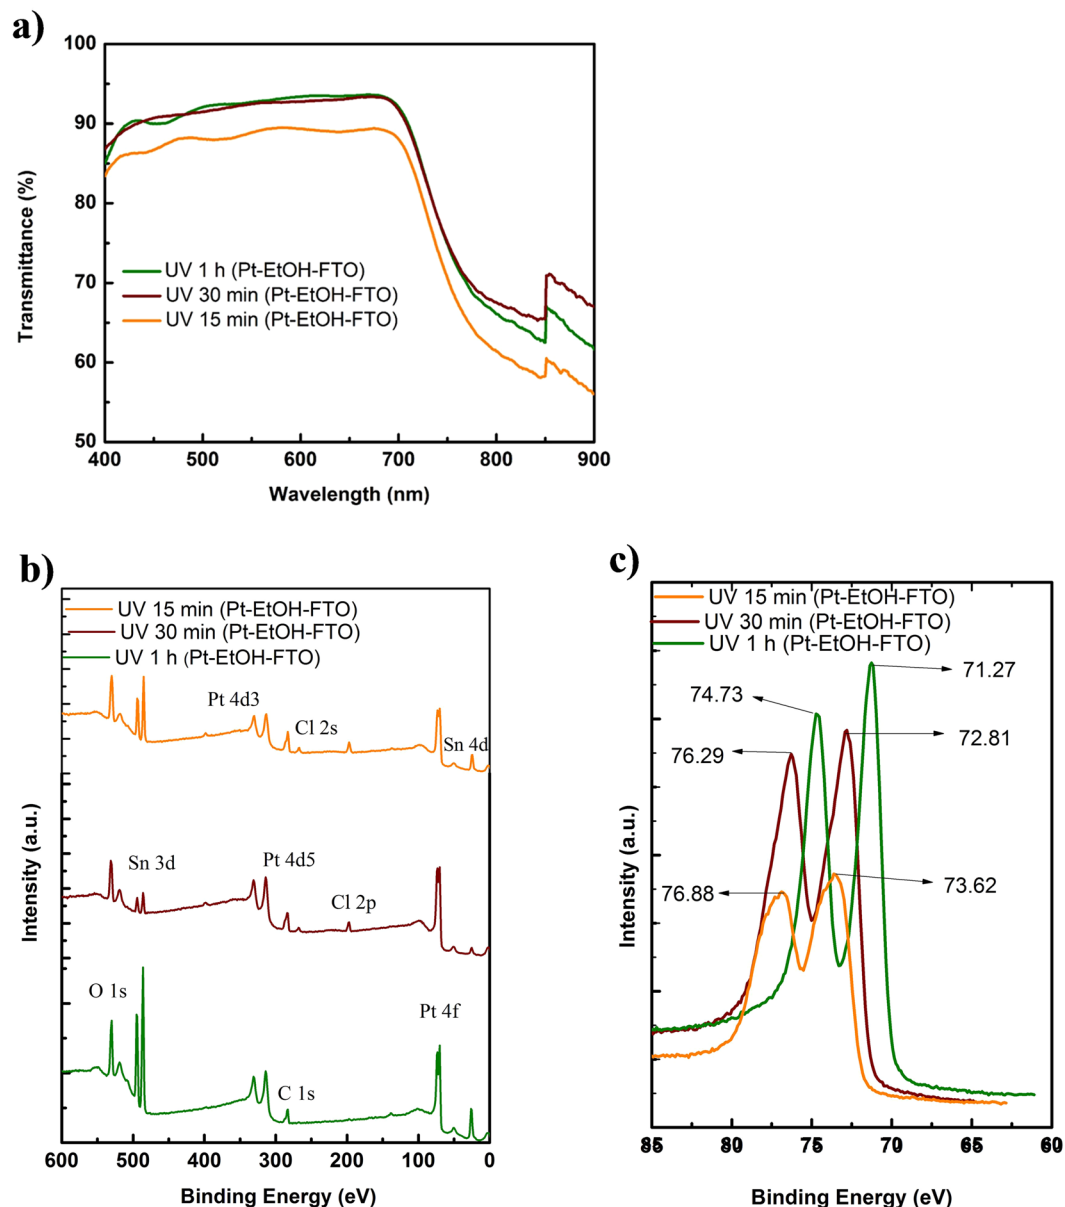 a)
100
90
80
70
60
50
Transmittance (%)
UV 1 h (Pt-EtOH-FTO)
UV 30 min (Pt-EtOH-FTO)
UV 15 min (Pt-EtOH-FTO)
400 500 600 700 800 900
Wavelength (nm)
b)
UV 15 min (Pt-EtOH-FTO)
UV 30 min (Pt-EtOH-FTO)
UV 1 h (Pt-EtOH-FTO)
Pt 4d3
Cl 2s
Sn 4d
Sn 3d
Pt 4d5
Cl 2p
O 1s
Pt 4f
C 1s
Intensity (a.u.)
600 500 400 300 200 100 0
Binding Energy (eV)
c)
UV 15 min (Pt-EtOH-FTO)
UV 30 min (Pt-EtOH-FTO)
UV 1 h (Pt-EtOH-FTO)
71.27
74.73
72.81
76.29
73.62
76.88
Intensity (a.u.)
85 80 75 70 65 60
Binding Energy (eV)